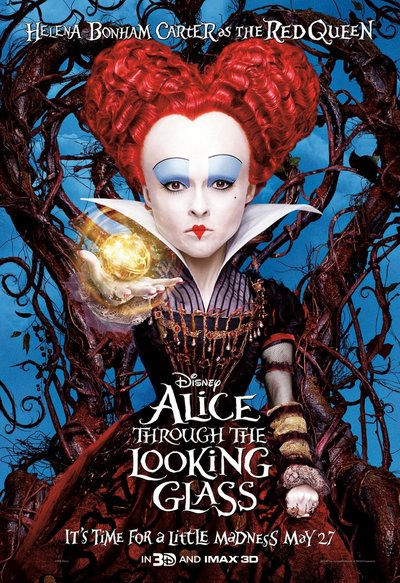 HELENA BONHAM CARTER AS THE RED QUEEN
DISNEY
ALICE
THROUGH THE
LOOKING
GLASS
IT'S TIME FOR A LITTLE MADNESS MAY 27
IN 3D AND IMAX 3D